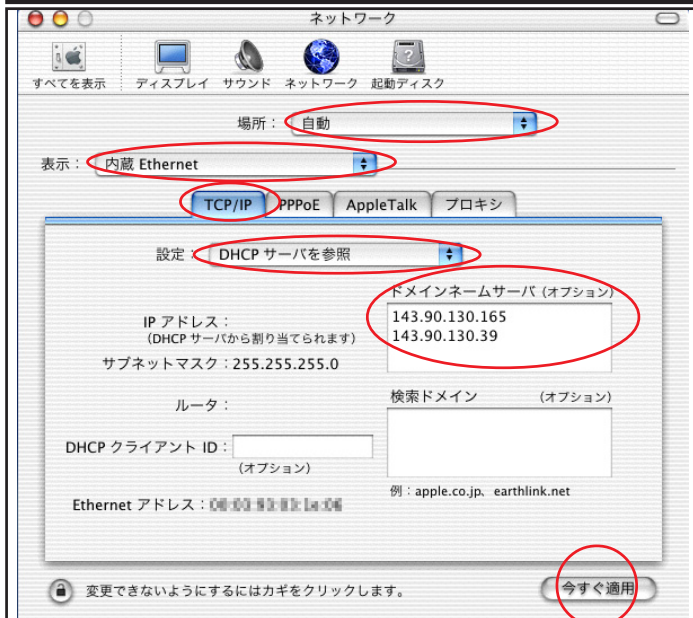 ネットワーク
すべてを表示 ディスプレイ サウンド ネットワーク 起動ディスク
場所： 自動
表示： 内蔵 Ethernet
TCP/IP PPPoE AppleTalk プロキシ
設定： DHCP サーバを参照
ドメインネームサーバ (オプション)
143.90.130.165
143.90.130.39
IP アドレス：
（DHCP サーバから割り当てられます）
サブネットマスク：255.255.255.0
ルータ：
検索ドメイン (オプション)
DHCP クライアント ID：
(オプション)
例：apple.co.jp、earthlink.net
Ethernet アドレス：
変更できないようにするにはカギをクリックします。
今すぐ適用